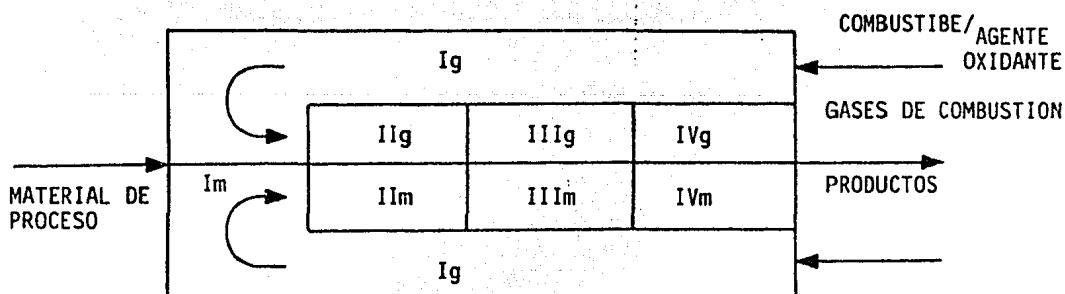 COMBUSTIBE/AGENTE
OXIDANTE
Ig
GASES DE COMBUSTION
IIg IIIg IVg
Im
MATERIAL DE
PROCESO
IIm IIIm IVm
PRODUCTOS
Ig